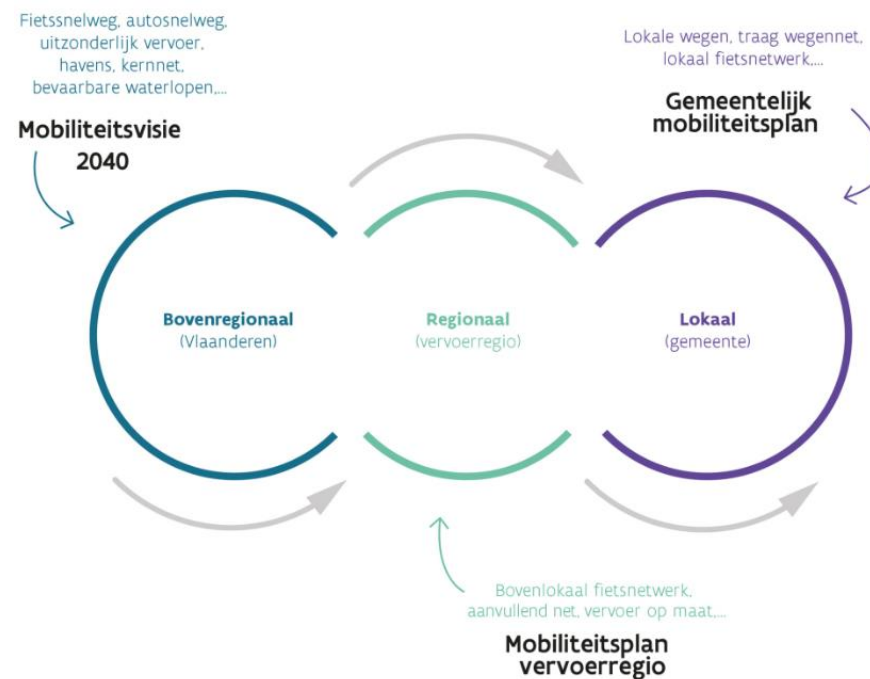 Fietssnelweg, autosnelweg,
uitzonderlijk vervoer,
havens, kernnet,
bevaarbare waterlopen,...
Mobiliteitsvisie
2040
Lokale wegen, traag wegennet,
lokaal fietsnetwerk,...
Gemeentelijk
mobiliteitsplan
Bovenregionaal
(Vlaanderen)
Regionaal
(vervoerregio)
Lokaal
(gemeente)
Bovenlokaal fietsnetwerk,
aanvullend net, vervoer op maat,...
Mobiliteitsplan
vervoerregio